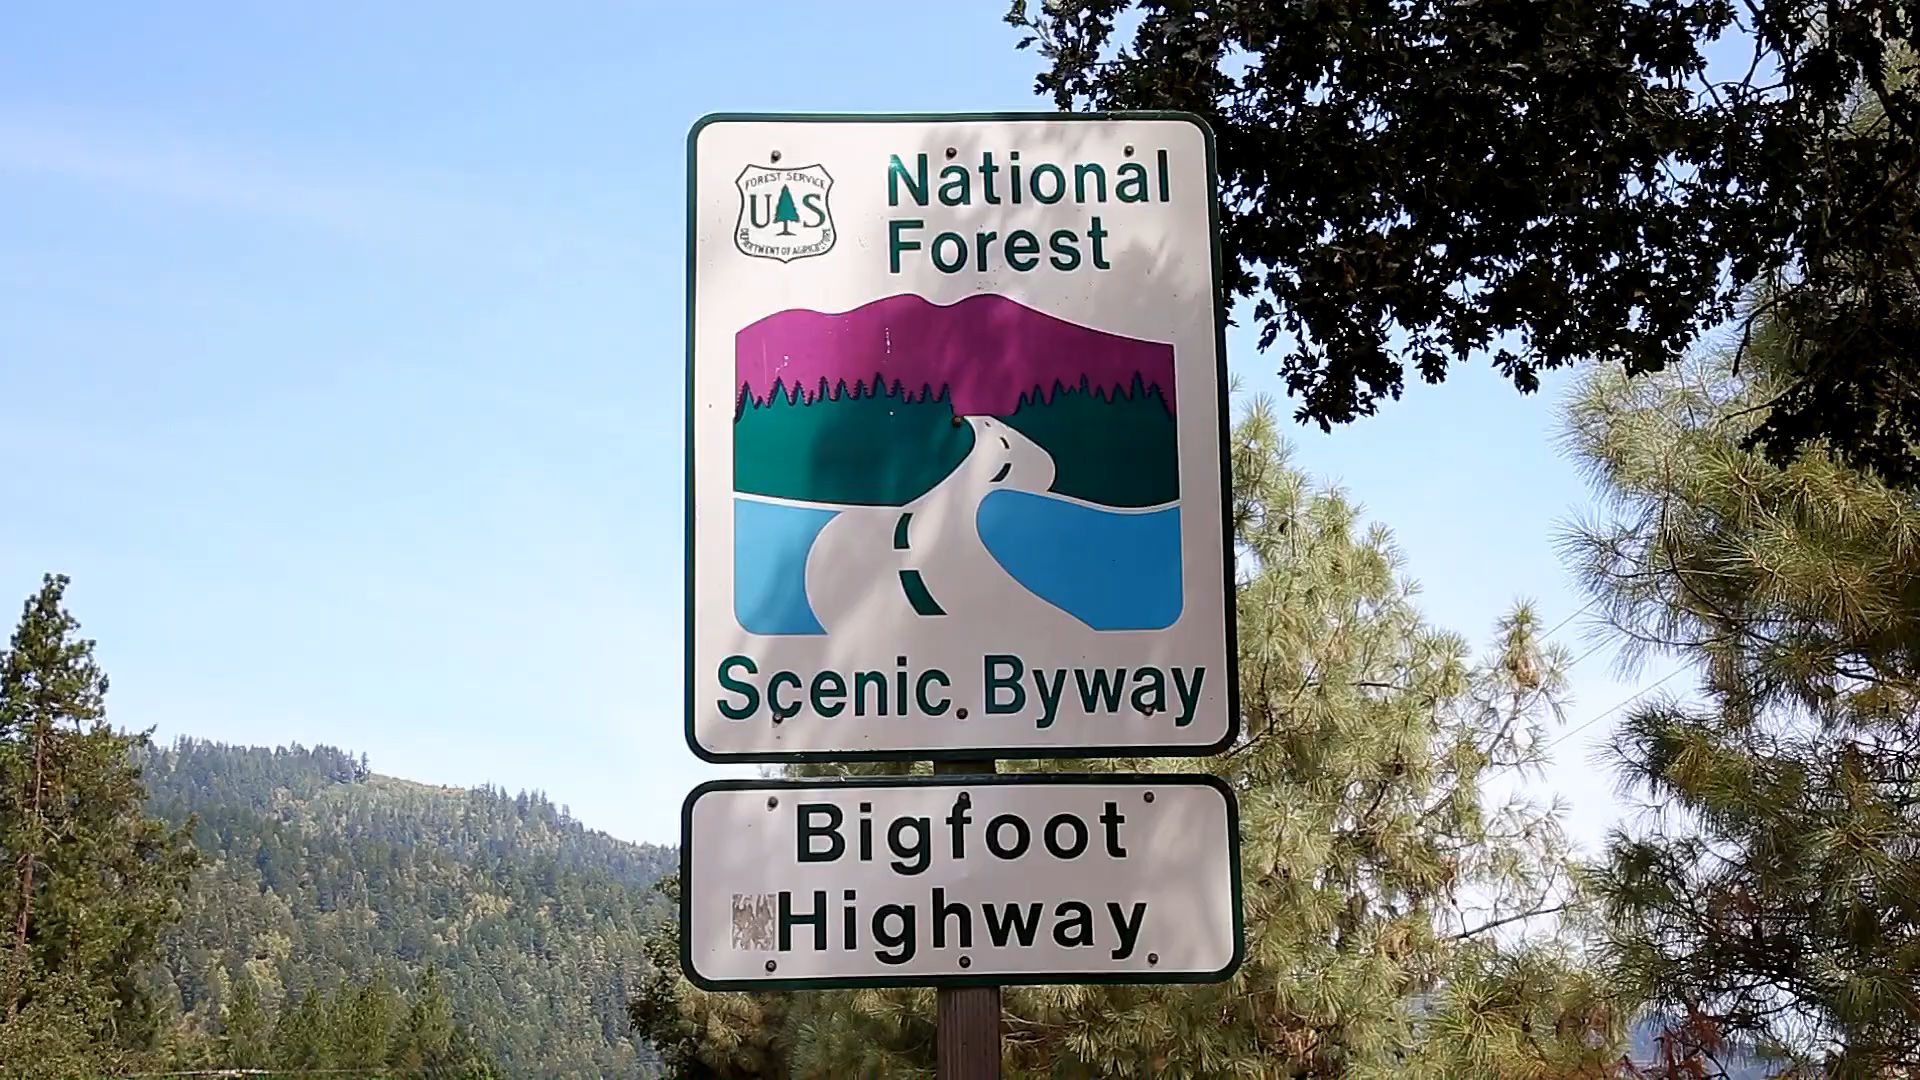 FOREST SERVICE
U S
DEPARTMENT OF AGRICULTURE
National
Forest
Scenic Byway
Bigfoot
Highway